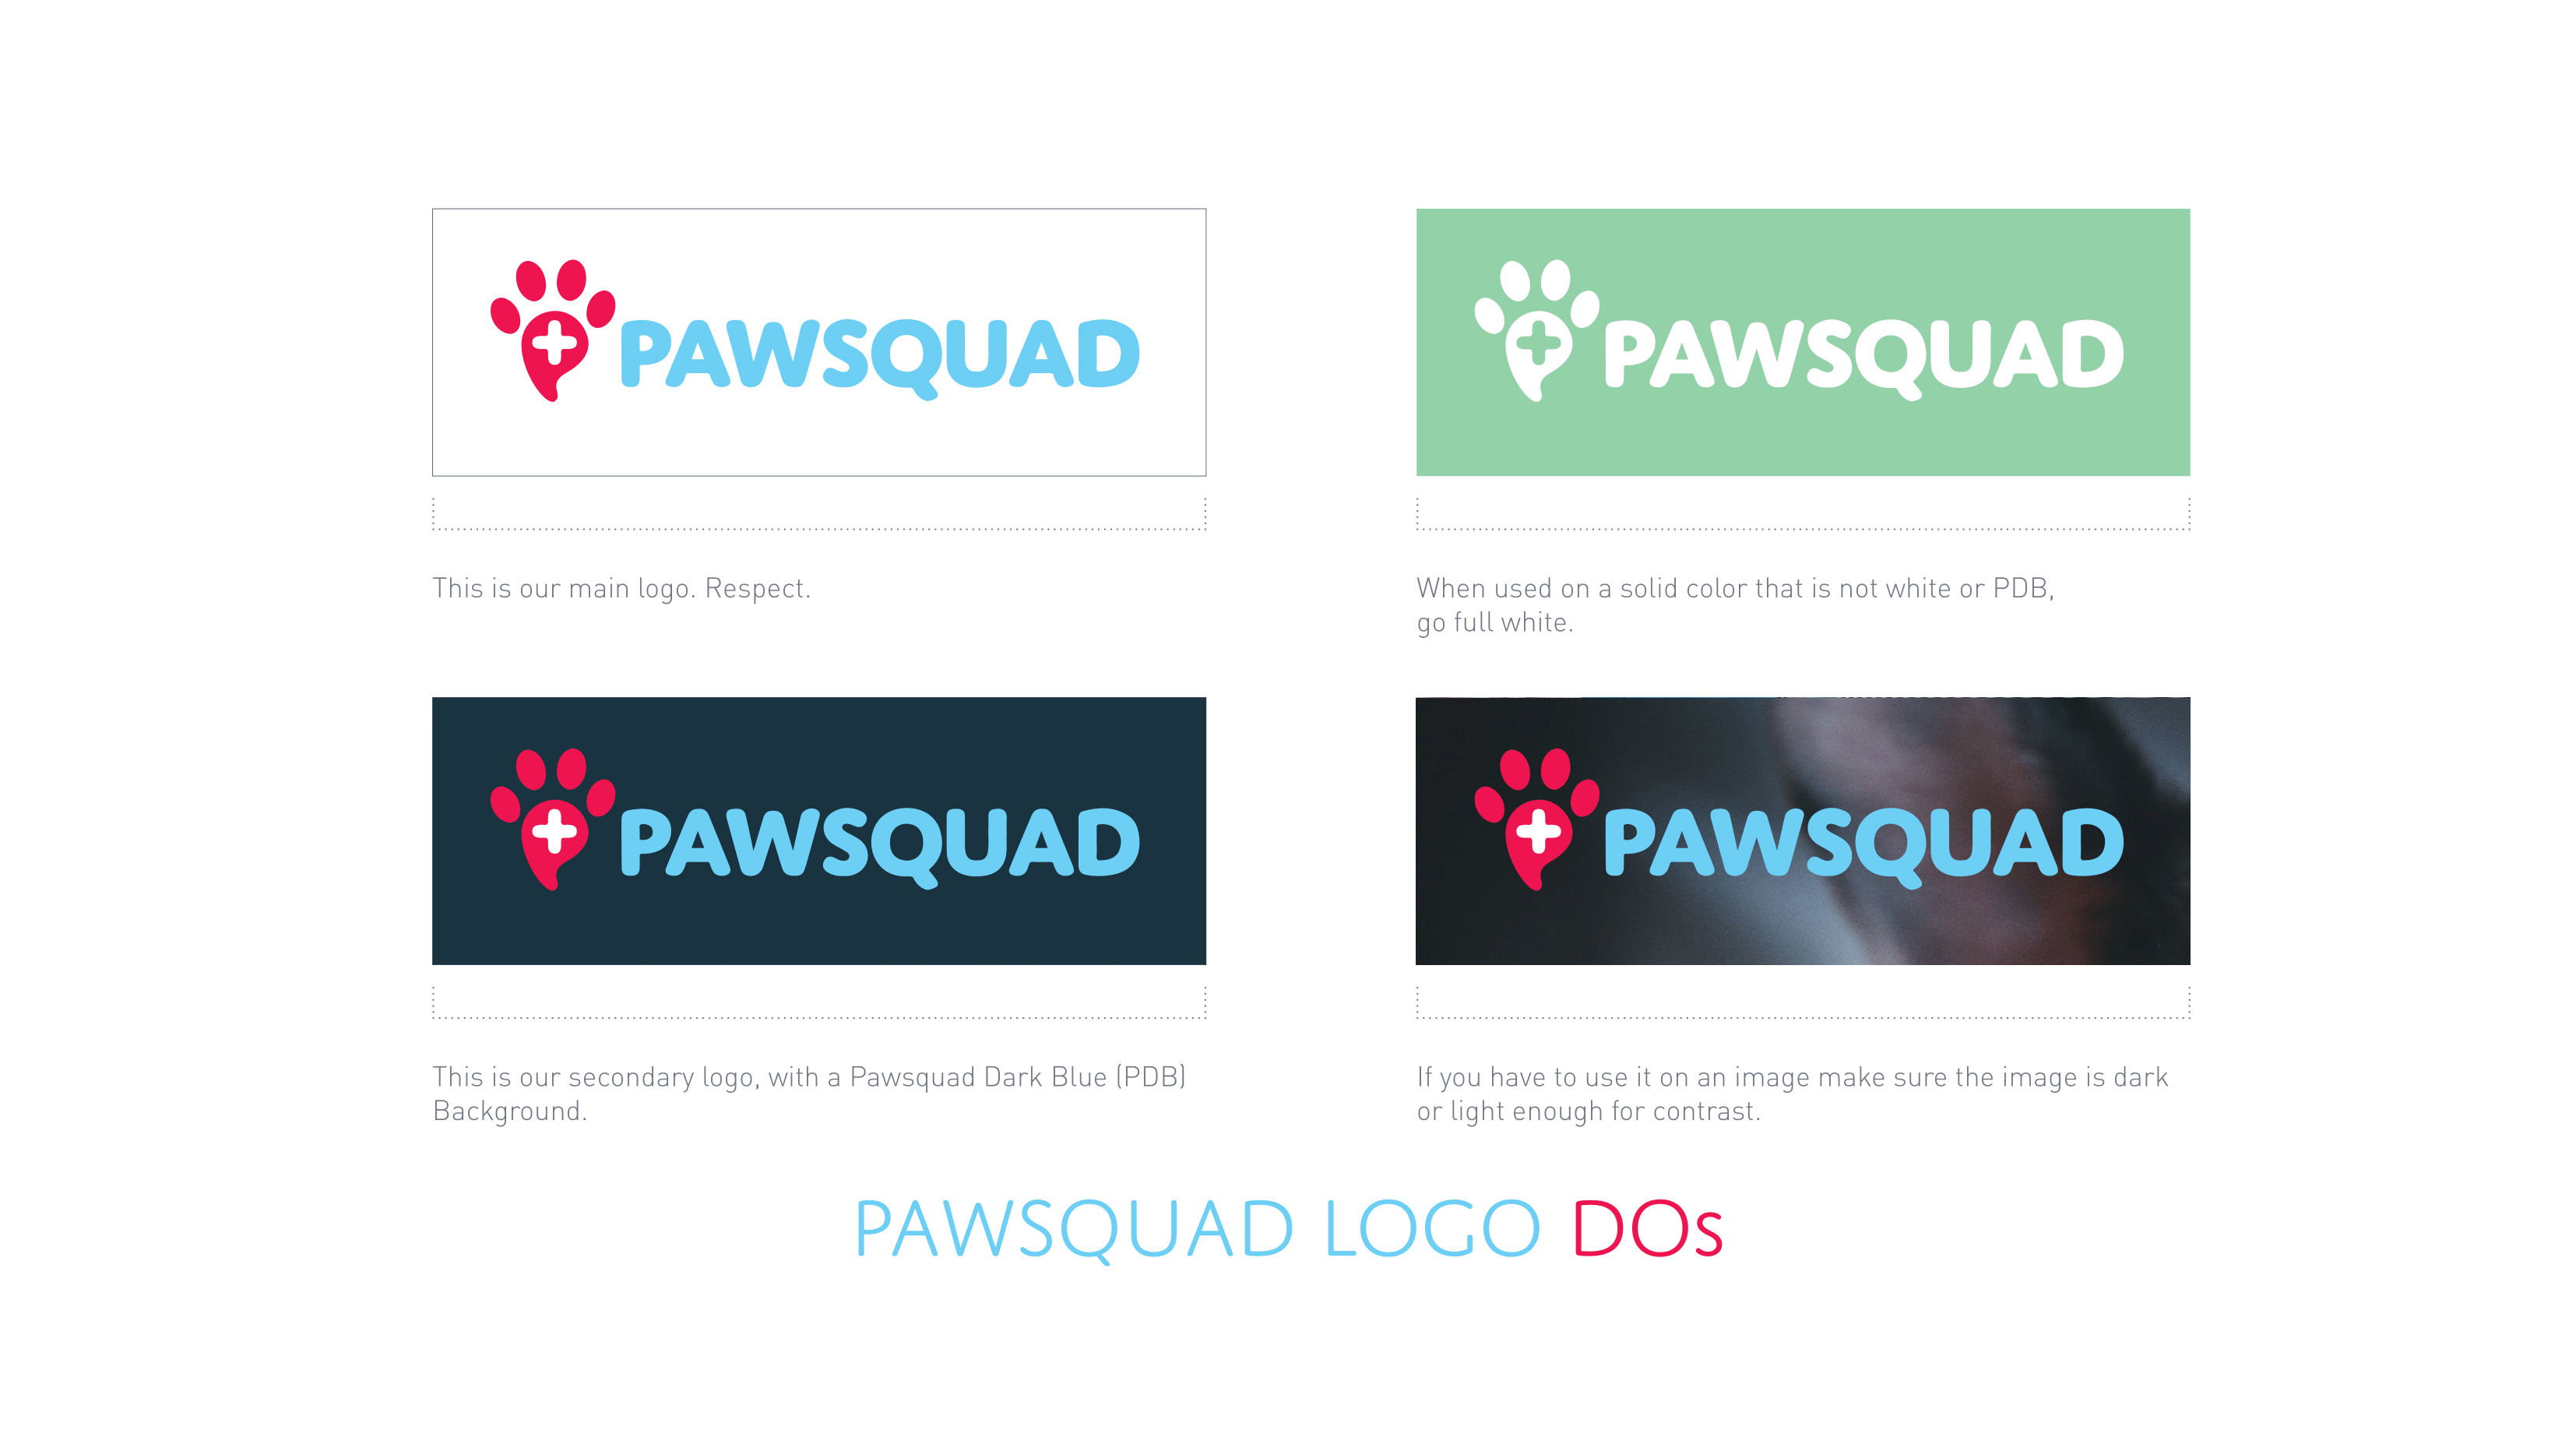 PAWSQUAD
PAWSQUAD
This is our main logo. Respect.
When used on a solid color that is not white or PDB,
go full white.
PAWSQUAD
PAWSQUAD
This is our secondary logo, with a Pawsquad Dark Blue (PDB)
Background.
If you have to use it on an image make sure the image is dark
or light enough for contrast.
PAWSQUAD LOGO DOs